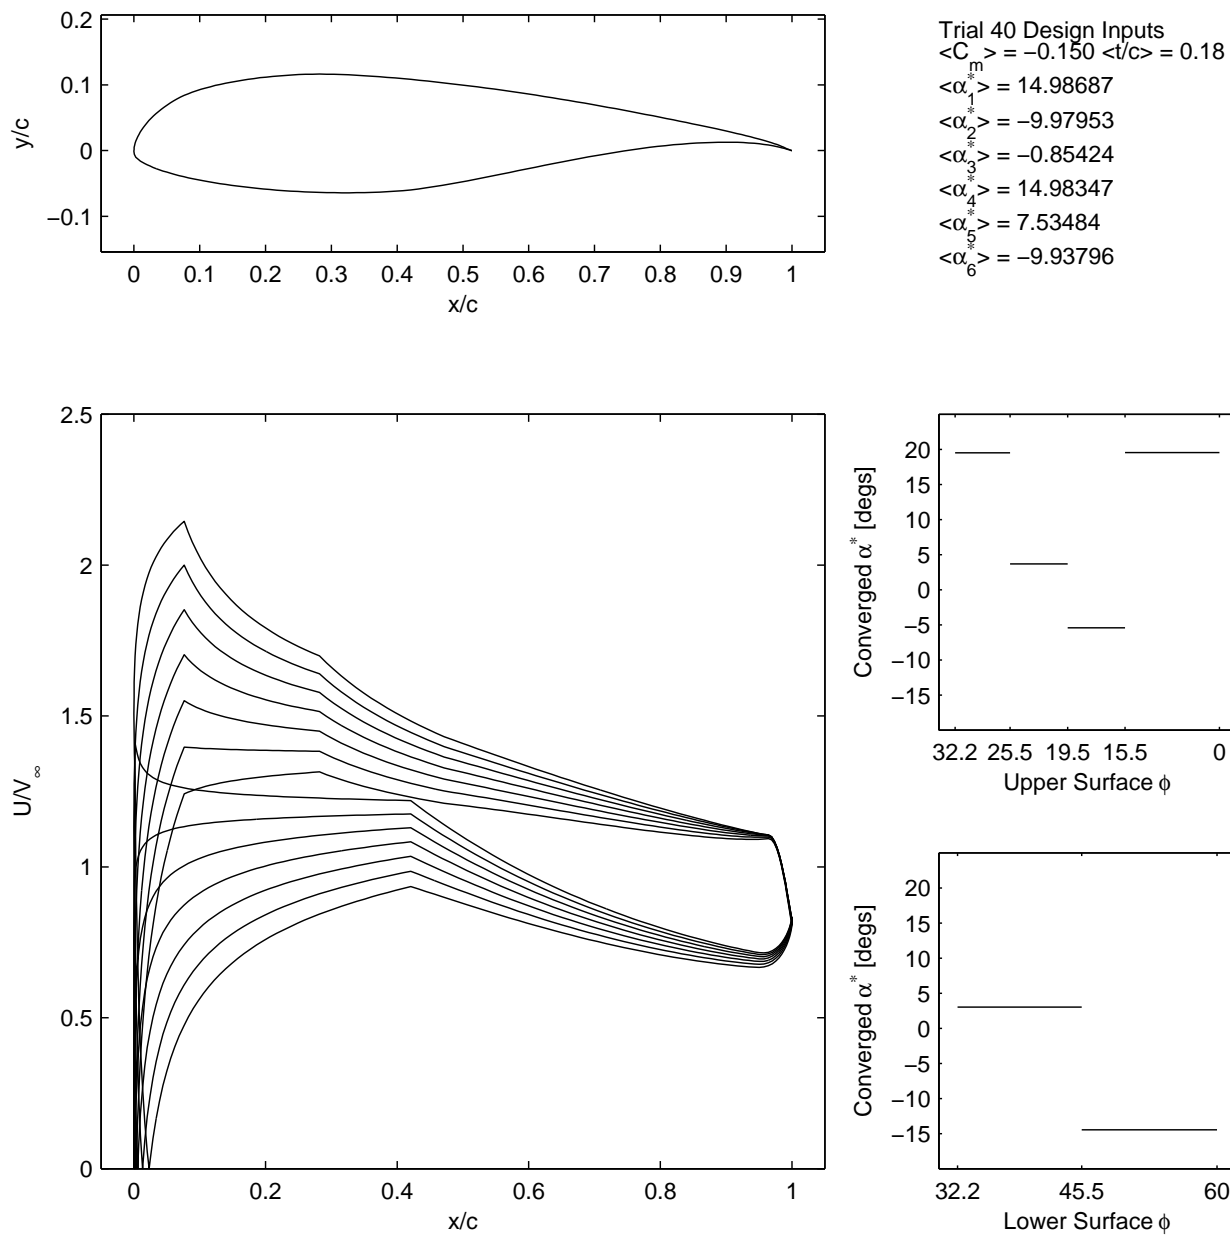 0.2
0.1
0
−0.1
y/c
0 0.1 0.2 0.3 0.4 0.5 0.6 0.7 0.8 0.9 1
x/c
Trial 40 Design Inputs
<C_m> = −0.150 <t/c> = 0.18
<α*_1> = 14.98687
<α*_2> = −9.97953
<α*_3> = −0.85424
<α*_4> = 14.98347
<α*_5> = 7.53484
<α*_6> = −9.93796
2.5
2
1.5
1
0.5
0
U/V_∞
0 0.2 0.4 0.6 0.8 1
x/c
20
15
10
5
0
−5
−10
−15
Converged α* [degs]
32.2 25.5 19.5 15.5 0
Upper Surface φ
20
15
10
5
0
−5
−10
−15
Converged α* [degs]
32.2 45.5 60
Lower Surface φ